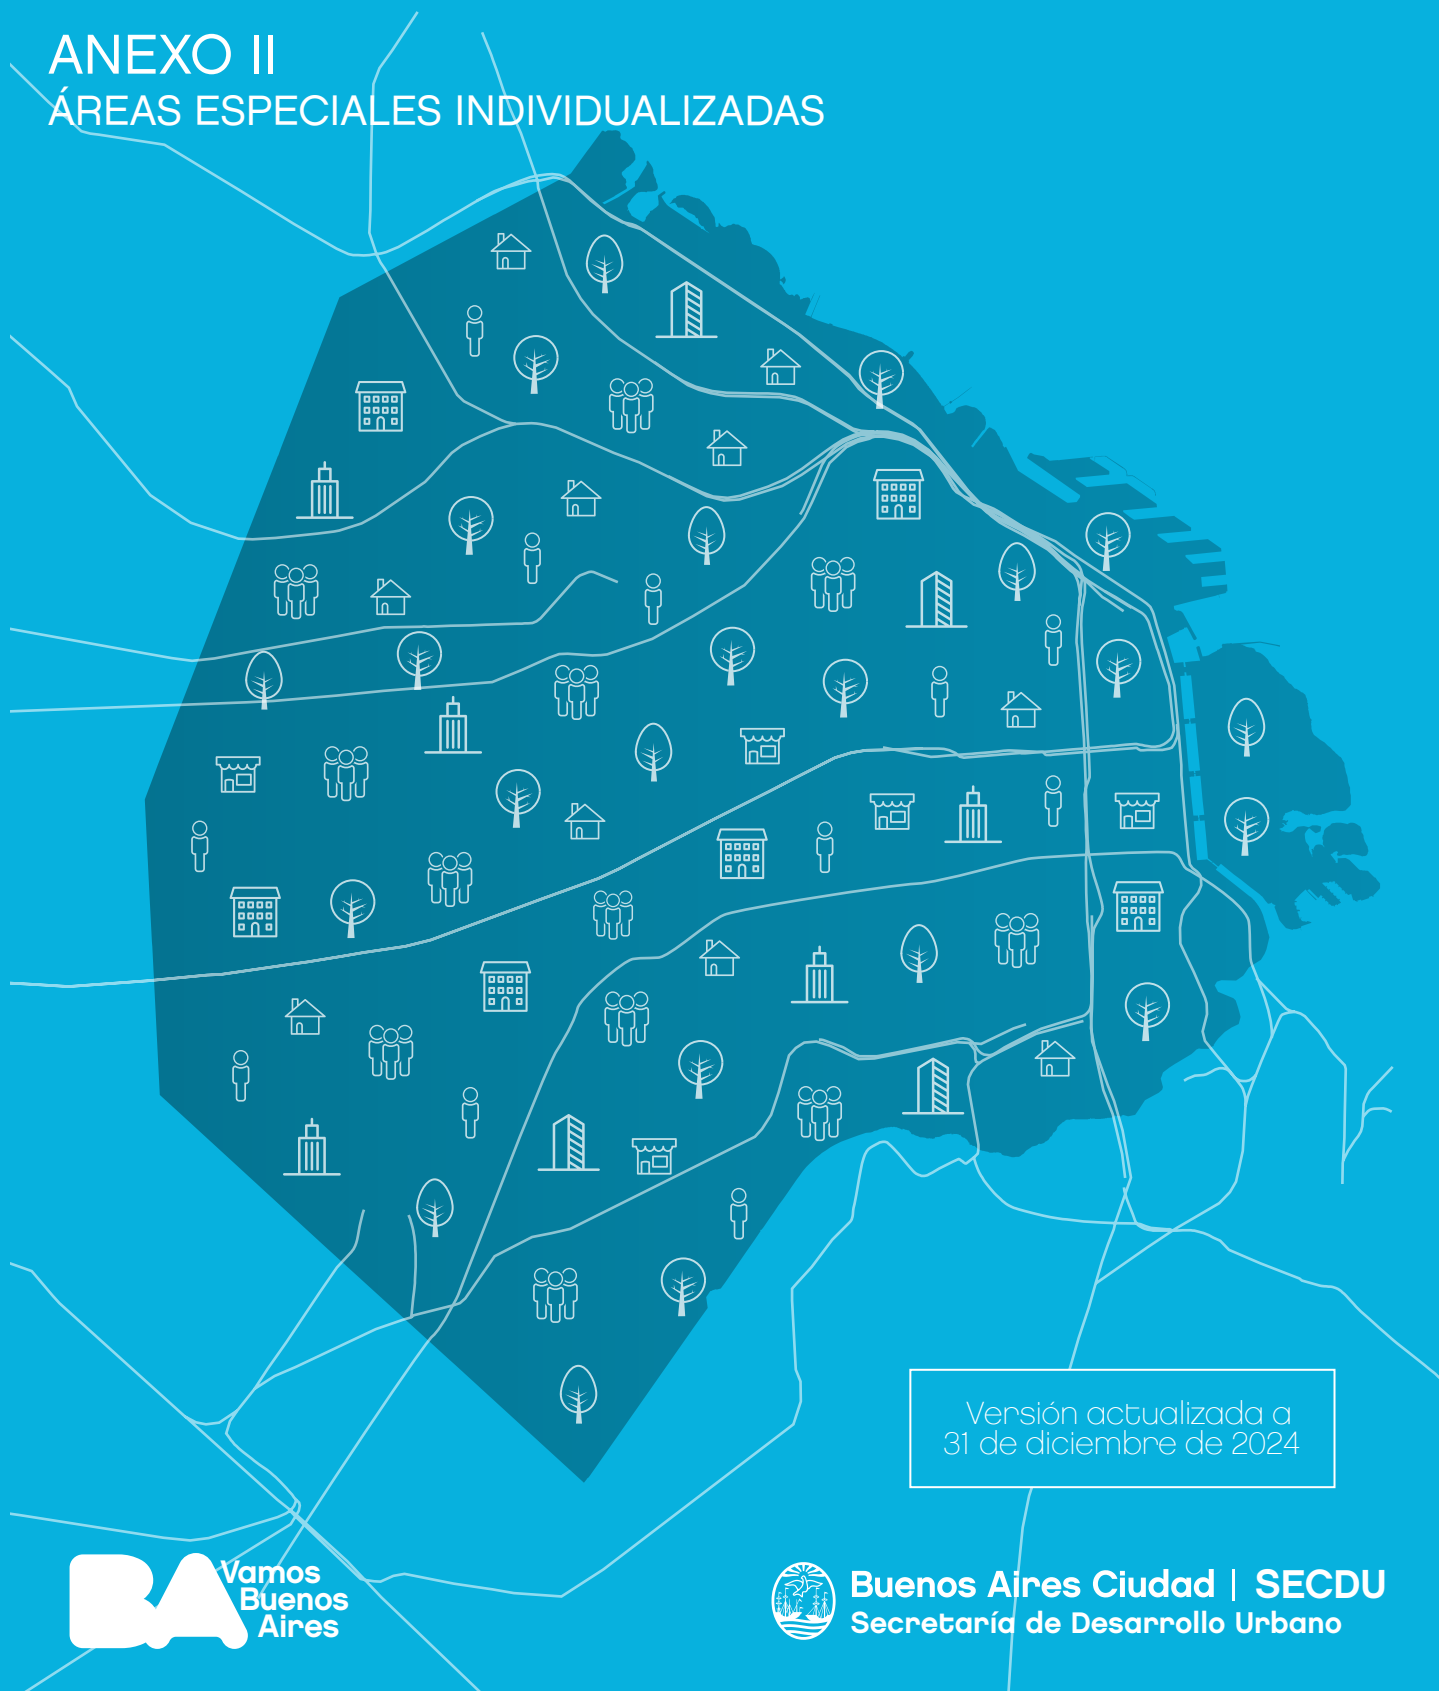 ANEXO II
ÁREAS ESPECIALES INDIVIDUALIZADAS
Versión actualizada a
31 de diciembre de 2024
BA
Vamos
Buenos
Aires
Buenos Aires Ciudad | SECDU
Secretaría de Desarrollo Urbano